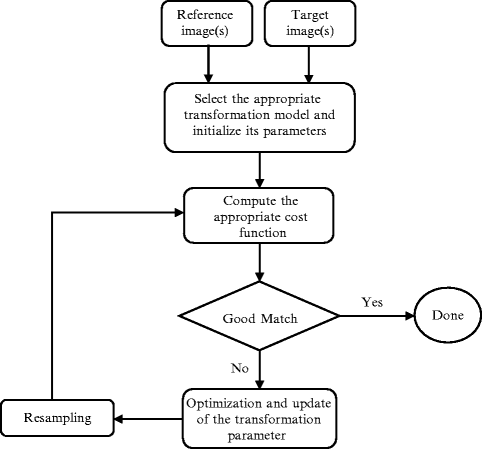 Reference
image(s)
Target
image(s)
Select the appropriate
transformation model and
initialize its parameters
Compute the
appropriate cost
function
Good Match
Yes
Done
No
Optimization and update
of the transformation
parameter
Resampling